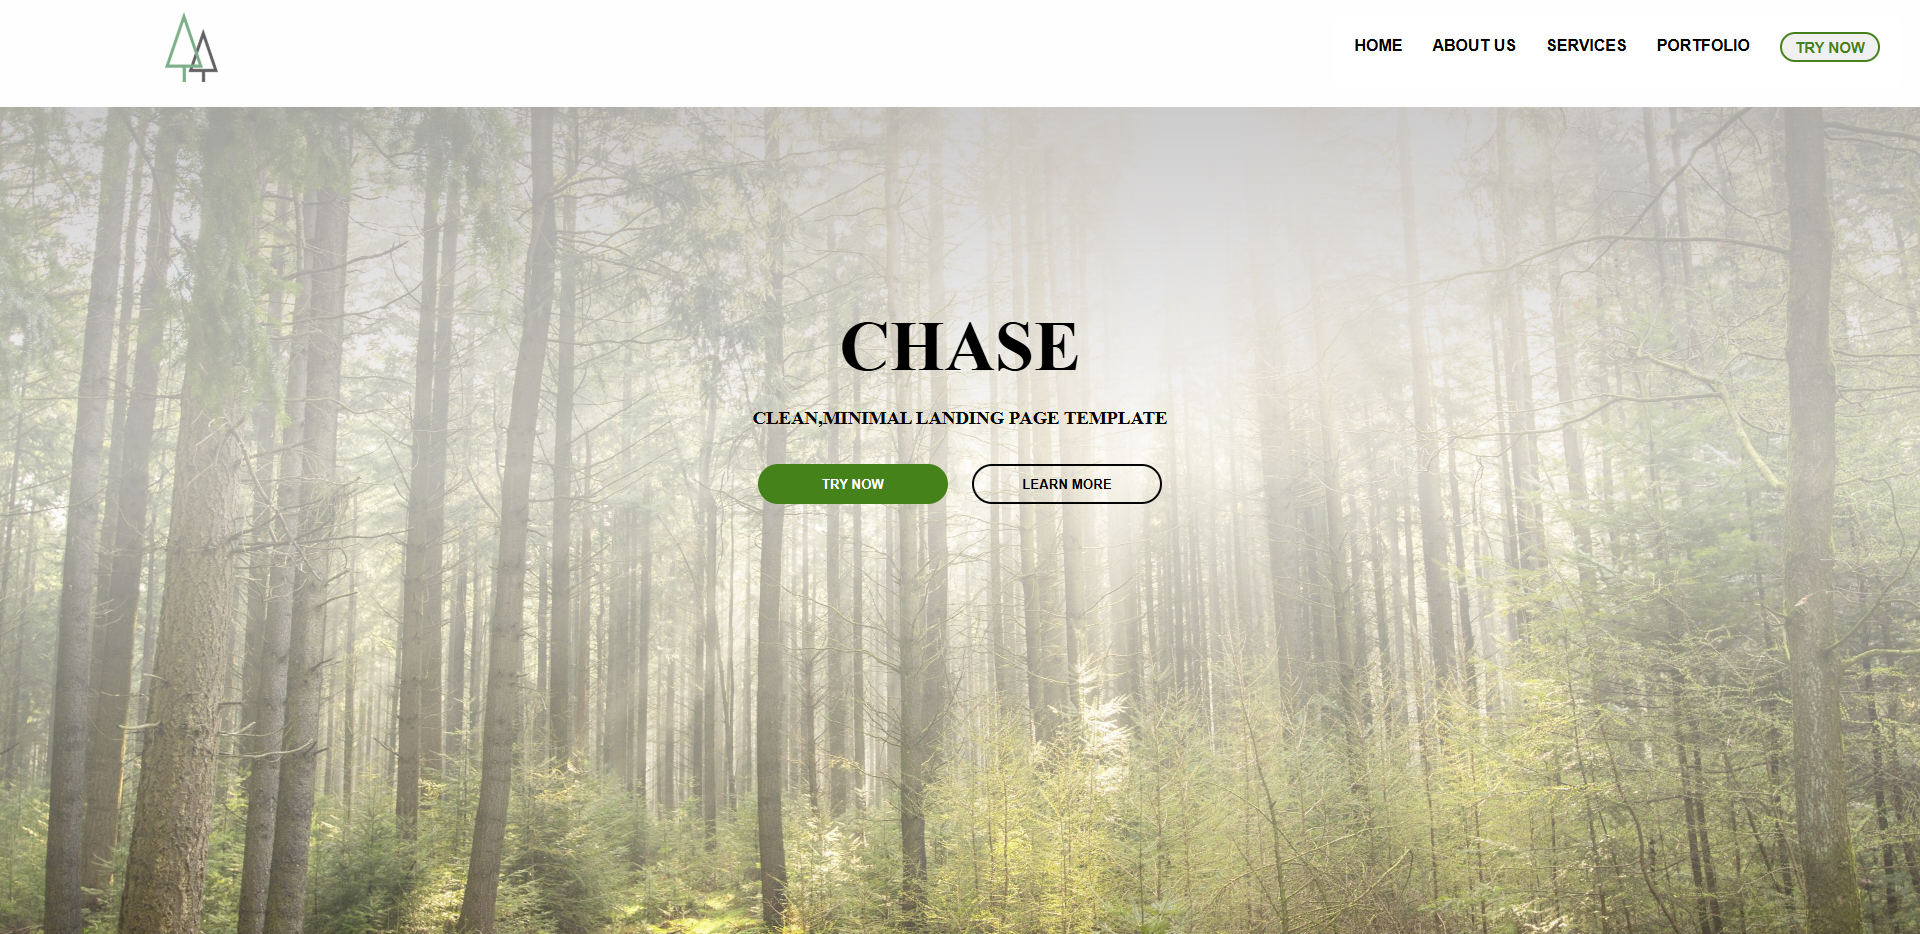 HOME ABOUT US SERVICES PORTFOLIO TRY NOW
CHASE
CLEAN,MINIMAL LANDING PAGE TEMPLATE
TRY NOW LEARN MORE